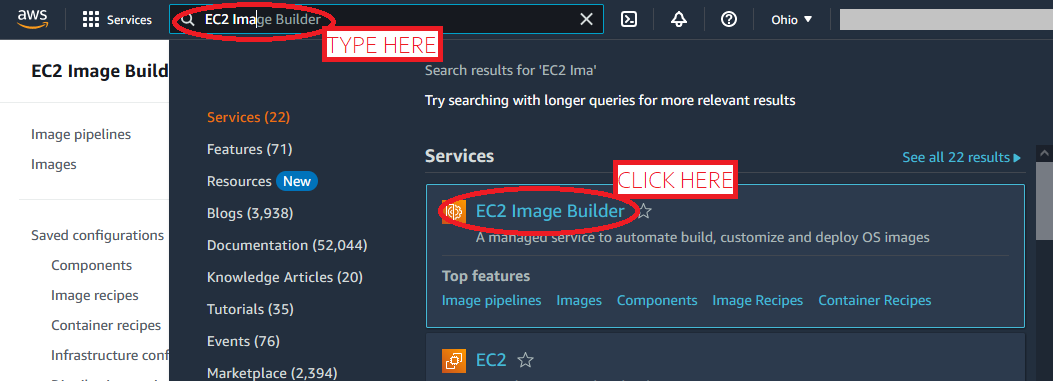 aws
Services
EC2 Image Builder
Ohio
TYPE HERE
EC2 Image Build
Search results for 'EC2 Ima'
Try searching with longer queries for more relevant results
Image pipelines
Images
Saved configurations
Components
Image recipes
Container recipes
Infrastructure conf
Services (22)
Features (71)
Resources New
Blogs (3,938)
Documentation (52,044)
Knowledge Articles (20)
Tutorials (35)
Events (76)
Marketplace (2,394)
Services
See all 22 results
CLICK HERE
EC2 Image Builder
A managed service to automate build, customize and deploy OS images
Top features
Image pipelines Images Components Image Recipes Container Recipes
EC2